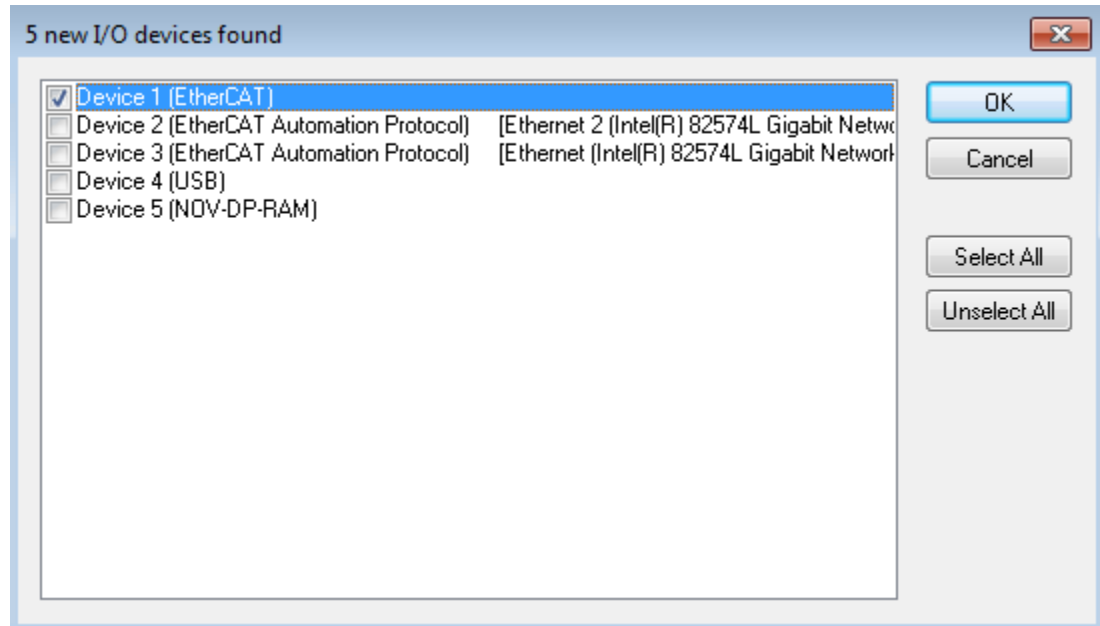 5 new I/O devices found
Device 1 (EtherCAT)
Device 2 (EtherCAT Automation Protocol) [Ethernet 2 (Intel(R) 82574L Gigabit Netwo
Device 3 (EtherCAT Automation Protocol) [Ethernet (Intel(R) 82574L Gigabit Network
Device 4 (USB)
Device 5 (NOV-DP-RAM)
OK
Cancel
Select All
Unselect All